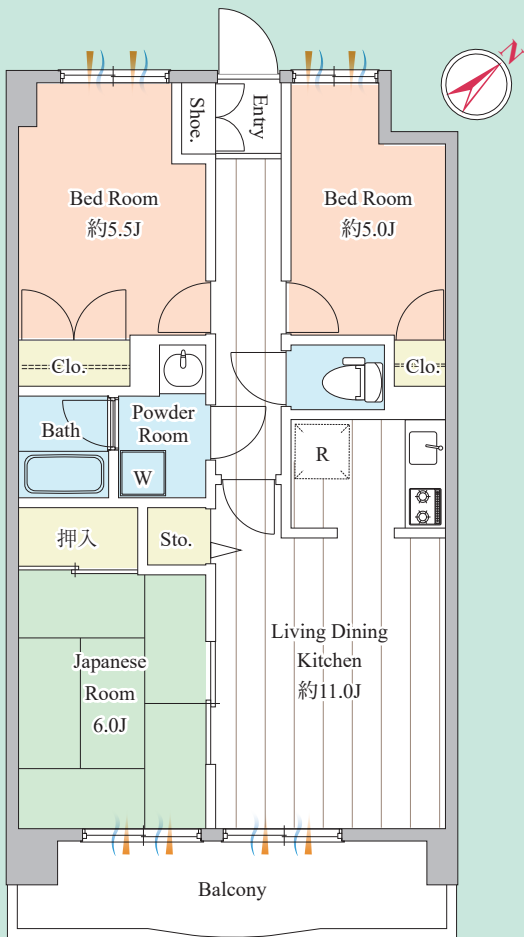 N
Shoe.
Entry
Bed Room
約5.5J
Bed Room
約5.0J
Clo.
Clo.
Bath
Powder
Room
W
R
押入
Sto.
Japanese
Room
6.0J
Living Dining
Kitchen
約11.0J
Balcony